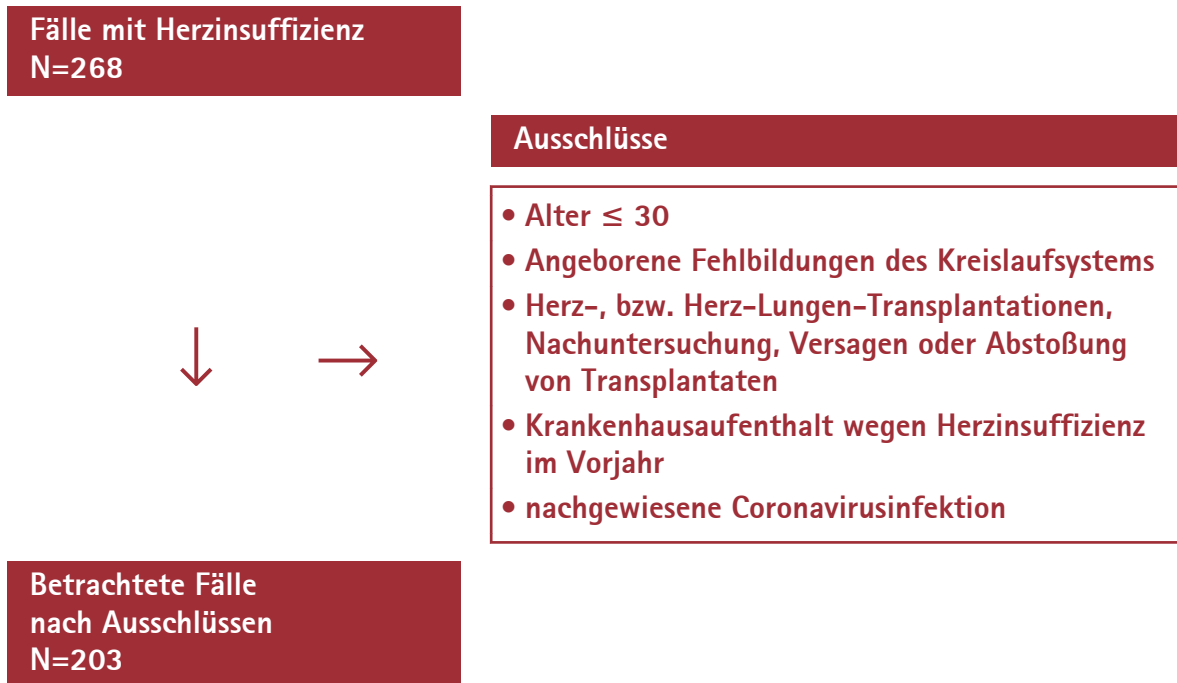 Fälle mit Herzinsuffizienz
N=268
Ausschlüsse
• Alter ≤ 30
• Angeborene Fehlbildungen des Kreislaufsystems
• Herz-, bzw. Herz-Lungen-Transplantationen,
Nachuntersuchung, Versagen oder Abstoßung
von Transplantaten
• Krankenhausaufenthalt wegen Herzinsuffizienz
im Vorjahr
• nachgewiesene Coronavirusinfektion
Betrachtete Fälle
nach Ausschlüssen
N=203